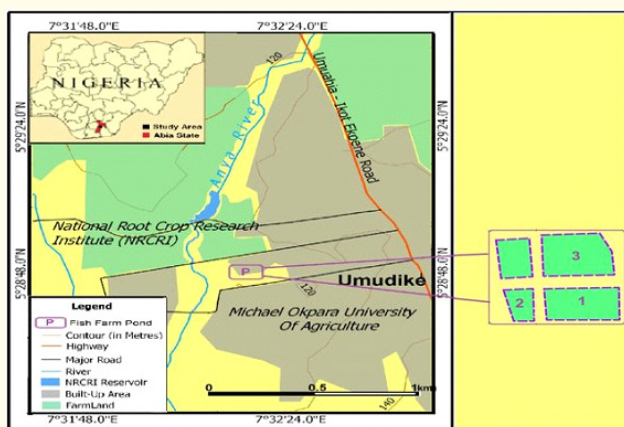 7°31'48.0"E
7°32'24.0"E
NIGERIA
Study Area
Abia State
5°29'24.0"N
5°29'24.0"N
120
Anya River
Umuahia - Ikot Ekpene Road
National Root Crop Research
Institute (NRCRI)
P
Umudike
5°28'48.0"N
5°28'48.0"N
120
Michael Okpara University
Of Agriculture
Legend
P Fish Farm Pond
Contour (in Metres)
Highway
Major Road
River
NRCRI Reservoir
Built-Up Area
FarmLand
0 0.5 1km
140
7°31'48.0"E
7°32'24.0"E
3
2
1